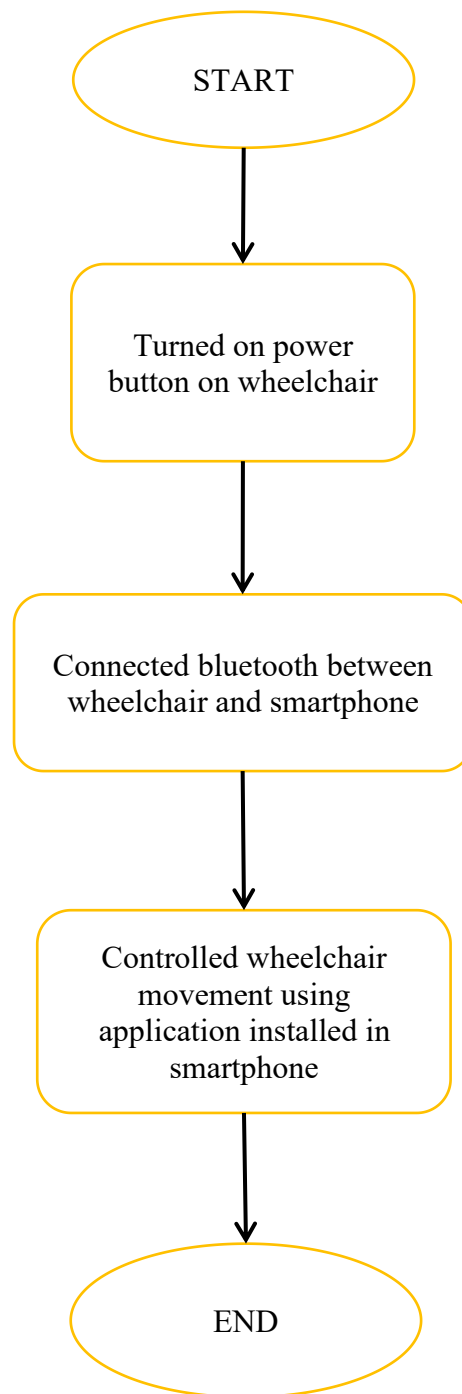 START
Turned on power
button on wheelchair
Connected bluetooth between
wheelchair and smartphone
Controlled wheelchair
movement using
application installed in
smartphone
END